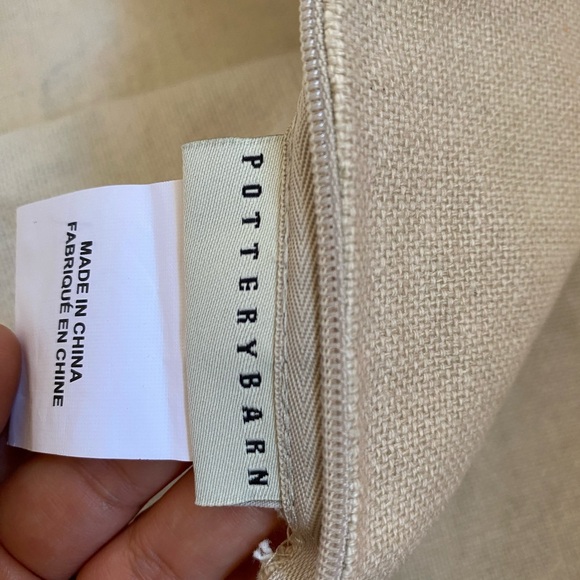 POTTERYBARN
MADE IN CHINA
FABRIQUÉ EN CHINE